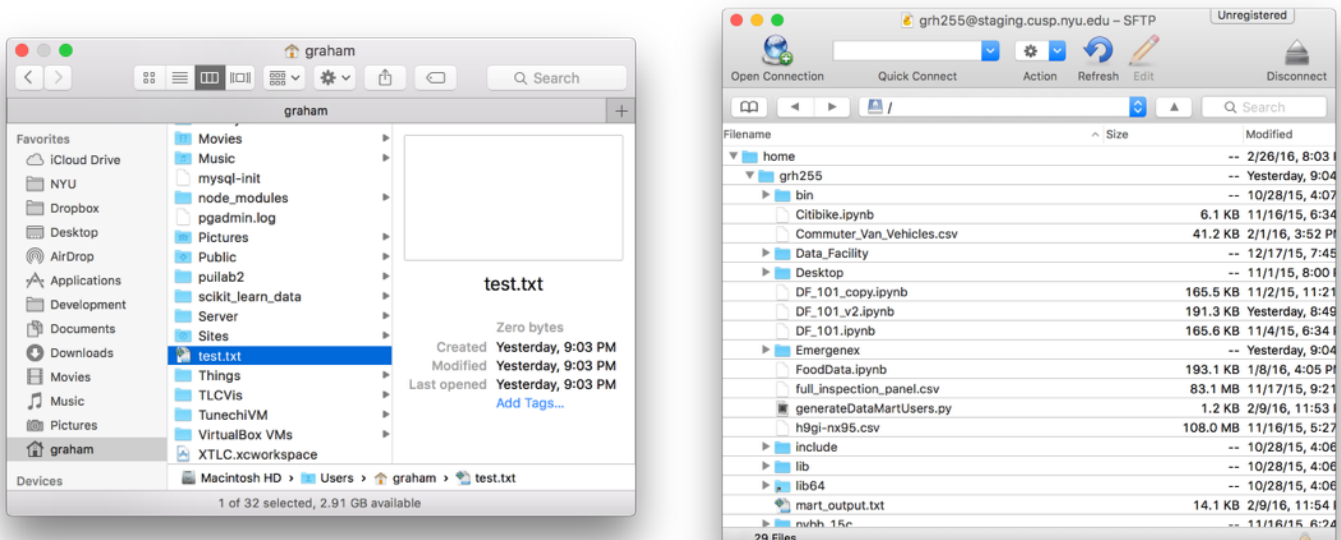 graham
Search
graham
Favorites
iCloud Drive
NYU
Dropbox
Desktop
AirDrop
Applications
Development
Documents
Downloads
Movies
Music
Pictures
graham
Devices
Movies
Music
mysql-init
node_modules
pgadmin.log
Pictures
Public
puilab2
scikit_learn_data
Server
Sites
test.txt
Things
TLCVis
TunechiVM
VirtualBox VMs
XTLC.xcworkspace
test.txt
Zero bytes
Created Yesterday, 9:03 PM
Modified Yesterday, 9:03 PM
Last opened Yesterday, 9:03 PM
Add Tags...
Macintosh HD › Users › graham › test.txt
1 of 32 selected, 2.91 GB available
grh255@staging.cusp.nyu.edu – SFTP
Unregistered
Open Connection Quick Connect Action Refresh Edit Disconnect
/ Search
Filename Size Modified
home -- 2/26/16, 8:03
grh255 -- Yesterday, 9:04
bin -- 10/28/15, 4:07
Citibike.ipynb 6.1 KB 11/16/15, 6:34
Commuter_Van_Vehicles.csv 41.2 KB 2/1/16, 3:52 PM
Data_Facility -- 12/17/15, 7:45
Desktop -- 11/1/15, 8:00
DF_101_copy.ipynb 165.5 KB 11/2/15, 11:21
DF_101_v2.ipynb 191.3 KB Yesterday, 8:49
DF_101.ipynb 165.6 KB 11/4/15, 6:34
Emergenex -- Yesterday, 9:04
FoodData.ipynb 193.1 KB 1/8/16, 4:05 PM
full_inspection_panel.csv 83.1 MB 11/17/15, 9:21
generateDataMartUsers.py 1.2 KB 2/9/16, 11:53
h9gi-nx95.csv 108.0 MB 11/16/15, 5:27
include -- 10/28/15, 4:06
lib -- 10/28/15, 4:06
lib64 -- 10/28/15, 4:06
mart_output.txt 14.1 KB 2/9/16, 11:54
nybb_15c -- 11/16/15, 6:24
29 Files